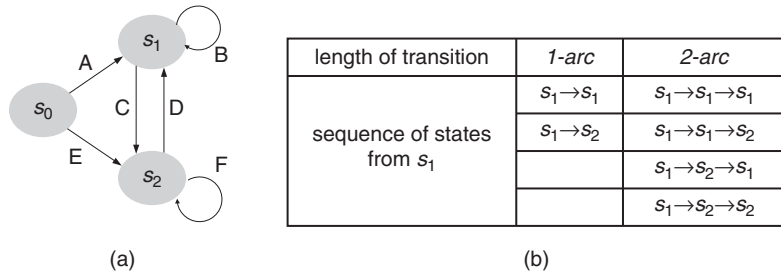 A
s₁
B
s₀
C
D
E
F
s₂
(a)
length of transition 1-arc 2-arc
sequence of states
from s₁
s₁→s₁ s₁→s₁→s₁
s₁→s₂ s₁→s₁→s₂
s₁→s₂→s₁
s₁→s₂→s₂
(b)